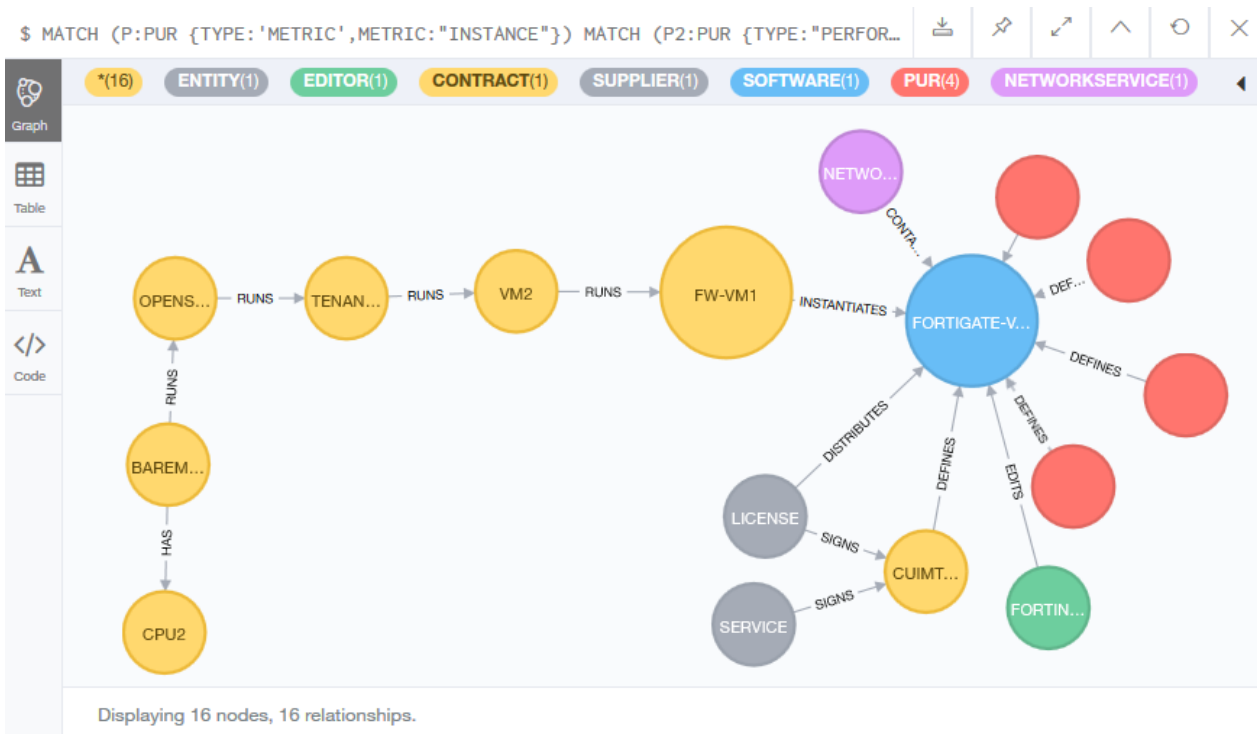 $ MATCH (P:PUR {TYPE:'METRIC',METRIC:"INSTANCE"}) MATCH (P2:PUR {TYPE:"PERFOR…
*(16) ENTITY(1) EDITOR(1) CONTRACT(1) SUPPLIER(1) SOFTWARE(1) PUR(4) NETWORKSERVICE(1)
Graph
Table
A
Text
</>
Code
NETWO…
CONTA…
DEF…
OPENS…
RUNS
TENAN…
RUNS
VM2
RUNS
FW-VM1
INSTANTIATES
FORTIGATE-V…
DEFINES
RUNS
BAREM…
HAS
CPU2
DISTRIBUTES
DEFINES
DEFINES
EDITS
LICENSE
SIGNS
CUIMT…
SIGNS
SERVICE
FORTIN…
Displaying 16 nodes, 16 relationships.